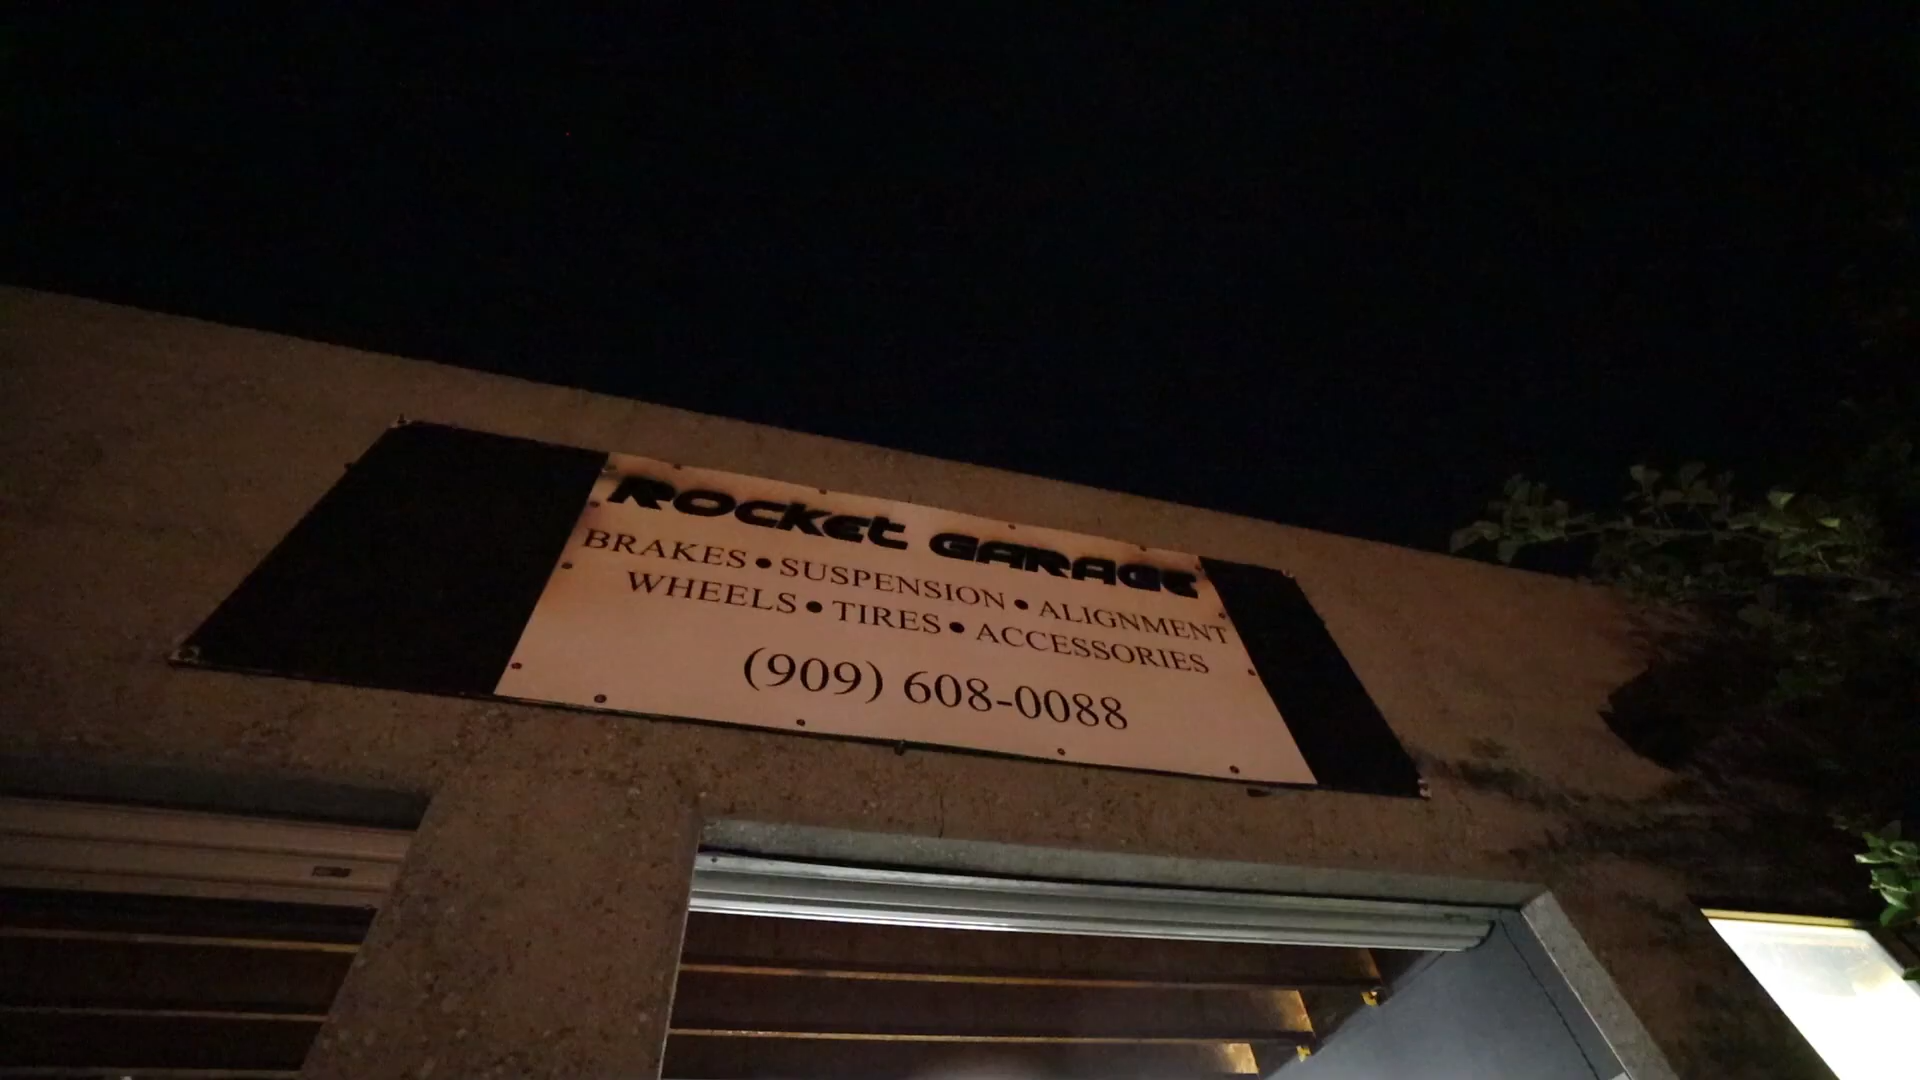 ROCKET GARAGE
BRAKES • SUSPENSION • ALIGNMENT
WHEELS • TIRES • ACCESSORIES
(909) 608-0088